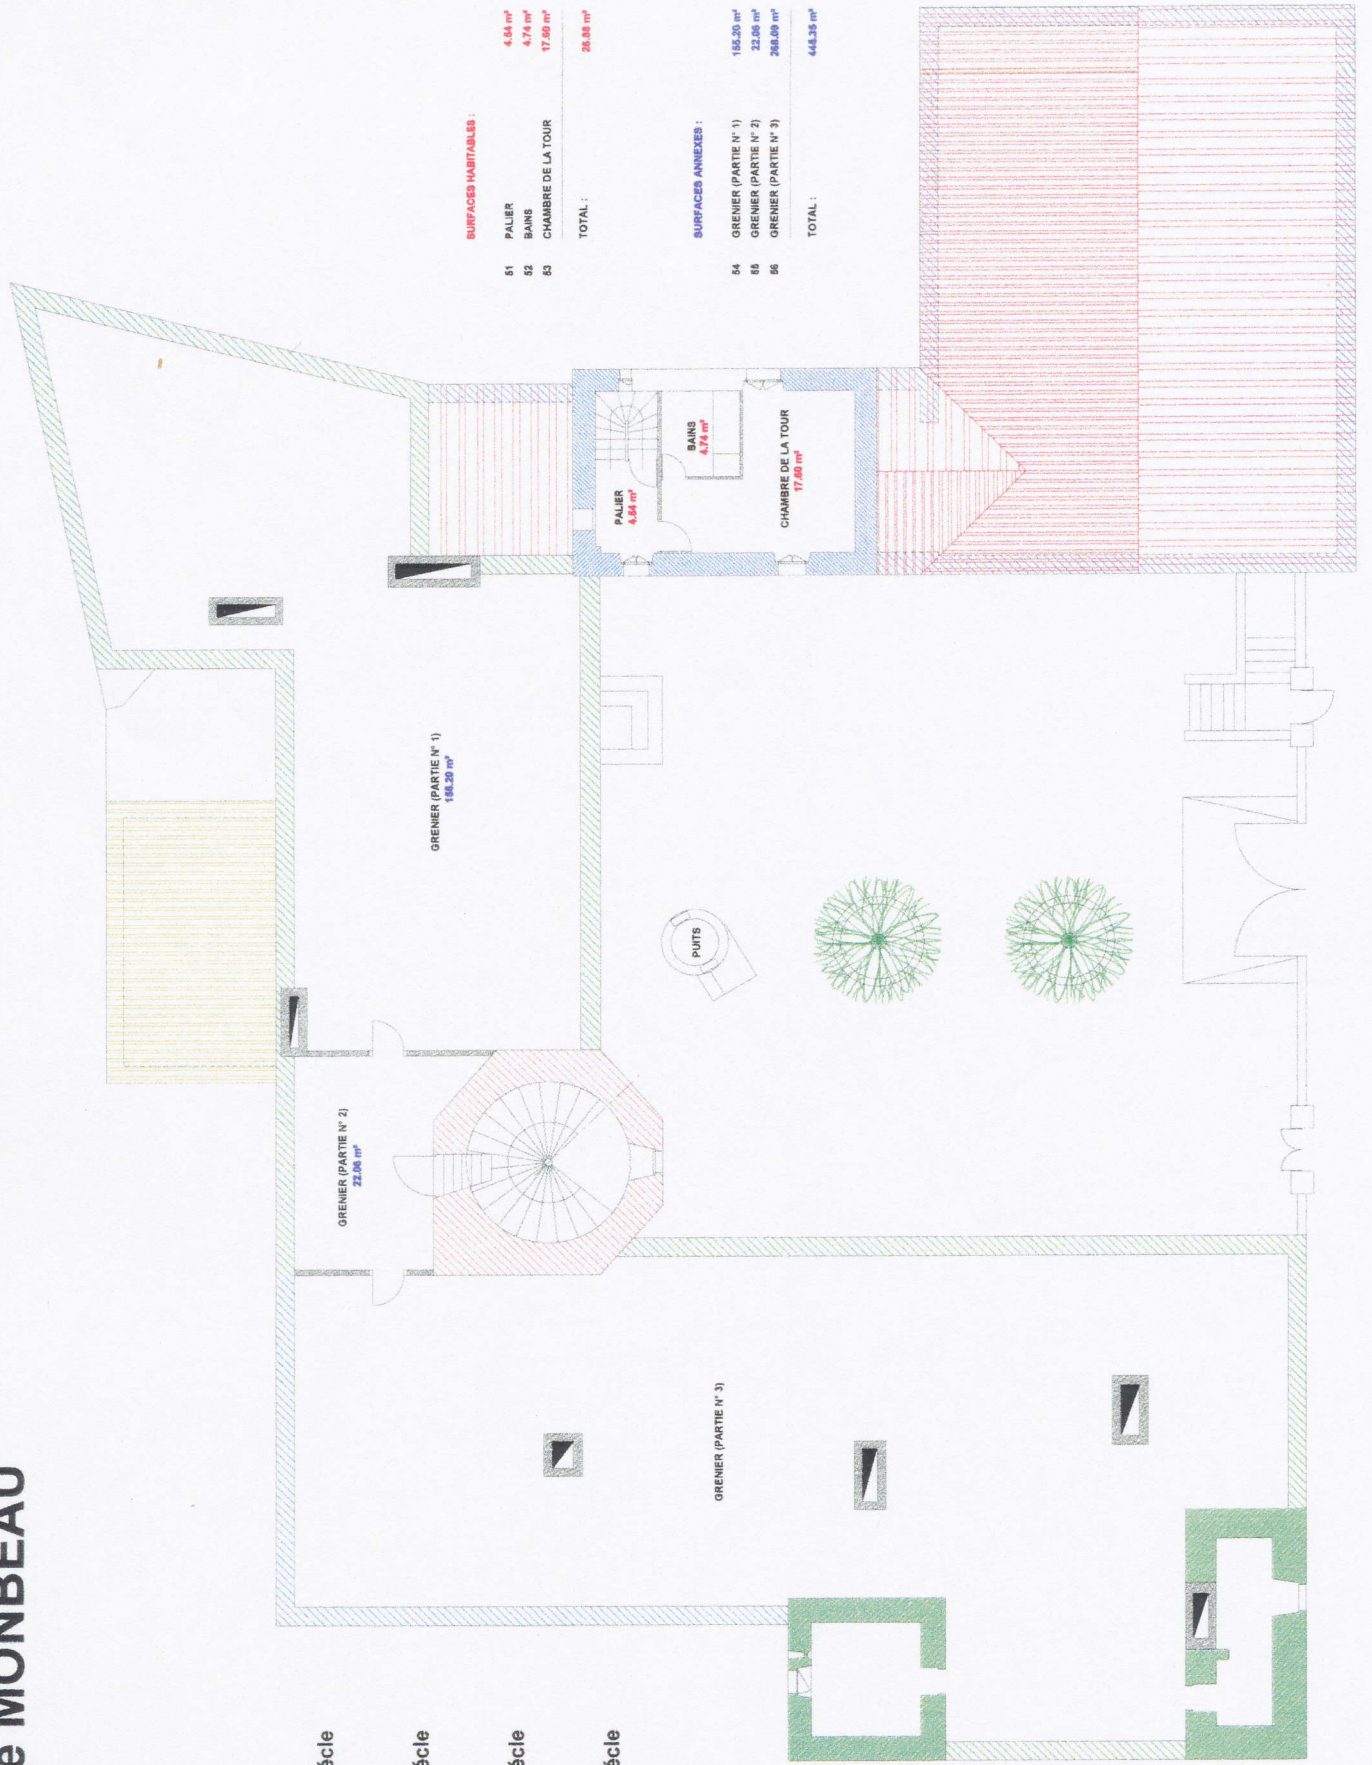 e MONBEAU
ècle
ècle
ècle
ècle
SURFACES HABITABLES :
51 PALIER 4.54 m²
52 BAINS 4.74 m²
53 CHAMBRE DE LA TOUR 17.60 m²
TOTAL : 26.88 m²
SURFACES ANNEXES :
54 GRENIER (PARTIE N° 1) 155.20 m²
55 GRENIER (PARTIE N° 2) 22.06 m²
56 GRENIER (PARTIE N° 3) 268.09 m²
TOTAL : 445.35 m²
GRENIER (PARTIE N° 1)
155.20 m²
GRENIER (PARTIE N° 2)
22.06 m²
GRENIER (PARTIE N° 3)
PALIER
4.54 m²
BAINS
4.74 m²
CHAMBRE DE LA TOUR
17.60 m²
PUITS